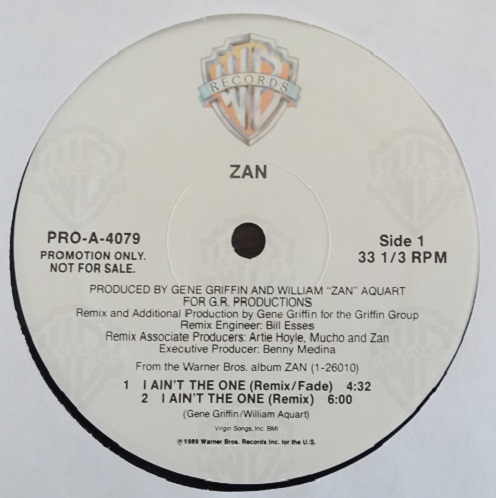 RECORDS
ZAN
PRO-A-4079
PROMOTION ONLY.
NOT FOR SALE.
Side 1
33 1/3 RPM
PRODUCED BY GENE GRIFFIN AND WILLIAM "ZAN" AQUART
FOR G.R. PRODUCTIONS
Remix and Additional Production by Gene Griffin for the Griffin Group
Remix Engineer: Bill Esses
Remix Associate Producers: Artie Hoyle, Mucho and Zan
Executive Producer: Benny Medina
From the Warner Bros. album ZAN (1-26010)
1 I AIN'T THE ONE (Remix/Fade) 4:32
2 I AIN'T THE ONE (Remix) 6:00
(Gene Griffin/William Aquart)
Virgin Songs, Inc. BMI
℗1989 Warner Bros. Records Inc. for the U.S.